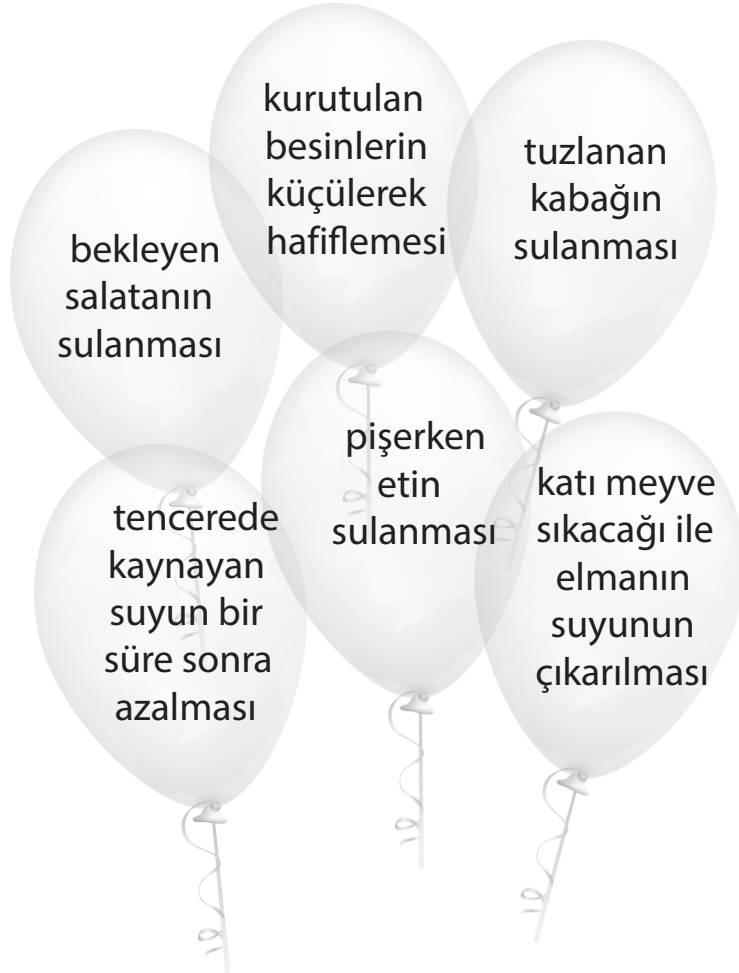 kurutulan
besinlerin
küçülerek
hafiflemesi
tuzlanan
kabağın
sulanması
bekleyen
salatanın
sulanması
pişerken
etin
sulanması
katı meyve
sıkacağı ile
elmanın
suyunun
çıkarılması
tencerede
kaynayan
suyun bir
süre sonra
azalması